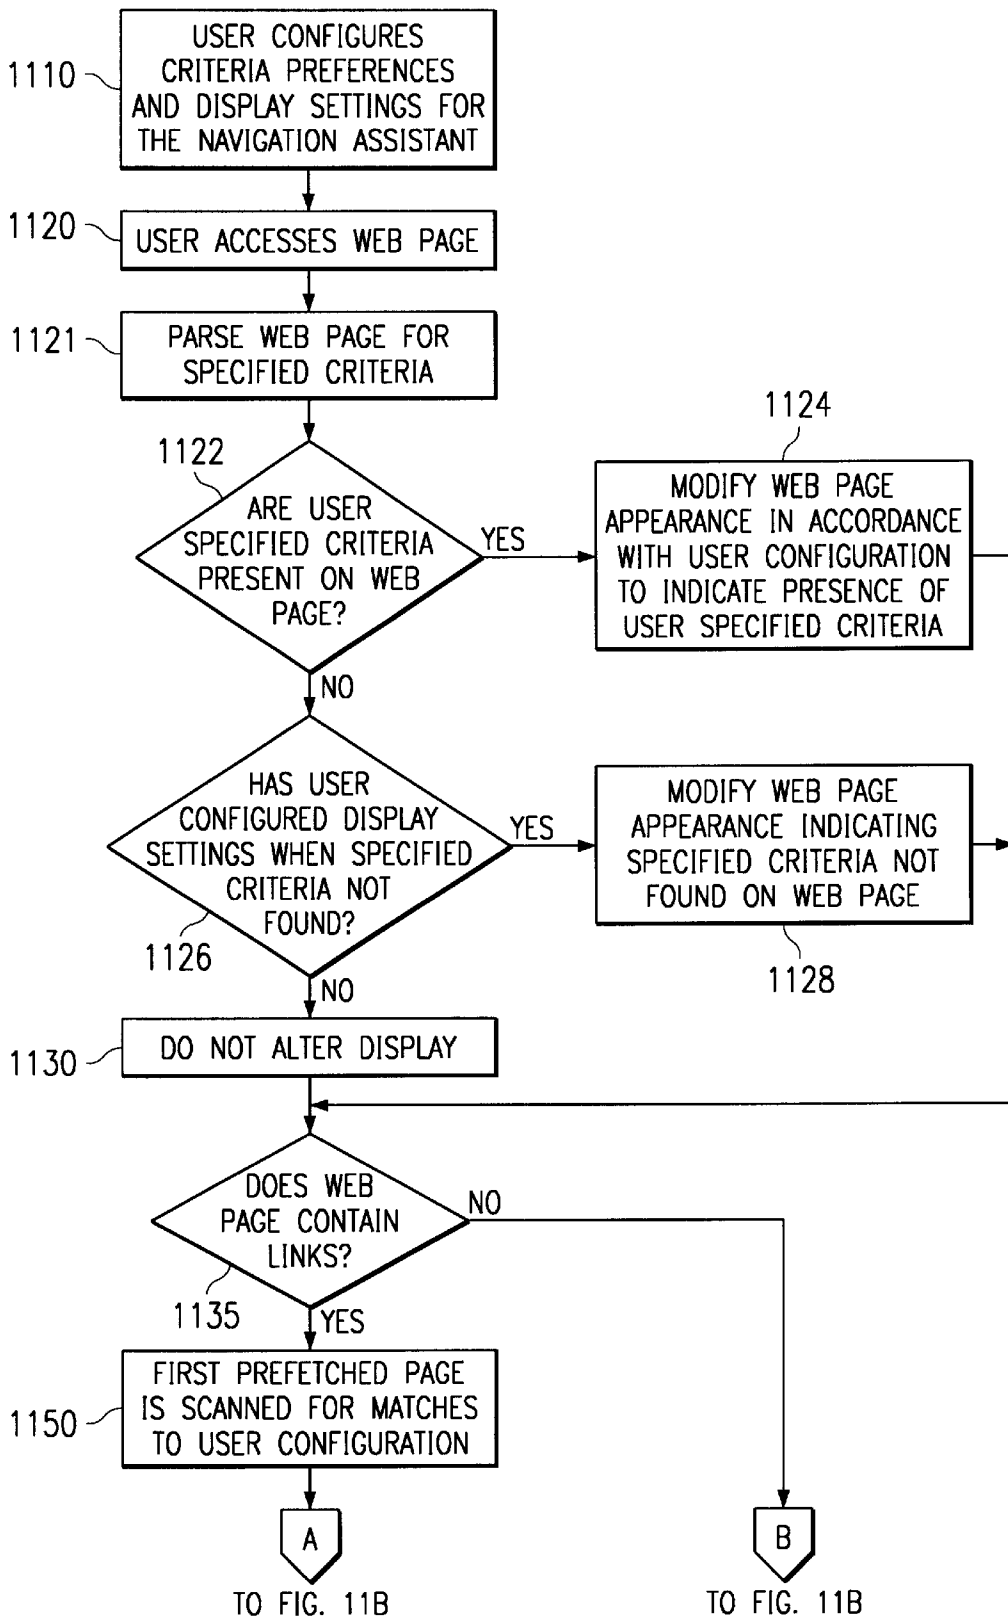 1110
USER CONFIGURES
CRITERIA PREFERENCES
AND DISPLAY SETTINGS FOR
THE NAVIGATION ASSISTANT
1120
USER ACCESSES WEB PAGE
1121
PARSE WEB PAGE FOR
SPECIFIED CRITERIA
1122
ARE USER
SPECIFIED CRITERIA
PRESENT ON WEB
PAGE?
YES
1124
MODIFY WEB PAGE
APPEARANCE IN ACCORDANCE
WITH USER CONFIGURATION
TO INDICATE PRESENCE OF
USER SPECIFIED CRITERIA
NO
HAS USER
CONFIGURED DISPLAY
SETTINGS WHEN SPECIFIED
CRITERIA NOT
FOUND?
1126
YES
MODIFY WEB PAGE
APPEARANCE INDICATING
SPECIFIED CRITERIA NOT
FOUND ON WEB PAGE
1128
NO
1130
DO NOT ALTER DISPLAY
DOES WEB
PAGE CONTAIN
LINKS?
1135
NO
YES
1150
FIRST PREFETCHED PAGE
IS SCANNED FOR MATCHES
TO USER CONFIGURATION
A
TO FIG. 11B
B
TO FIG. 11B